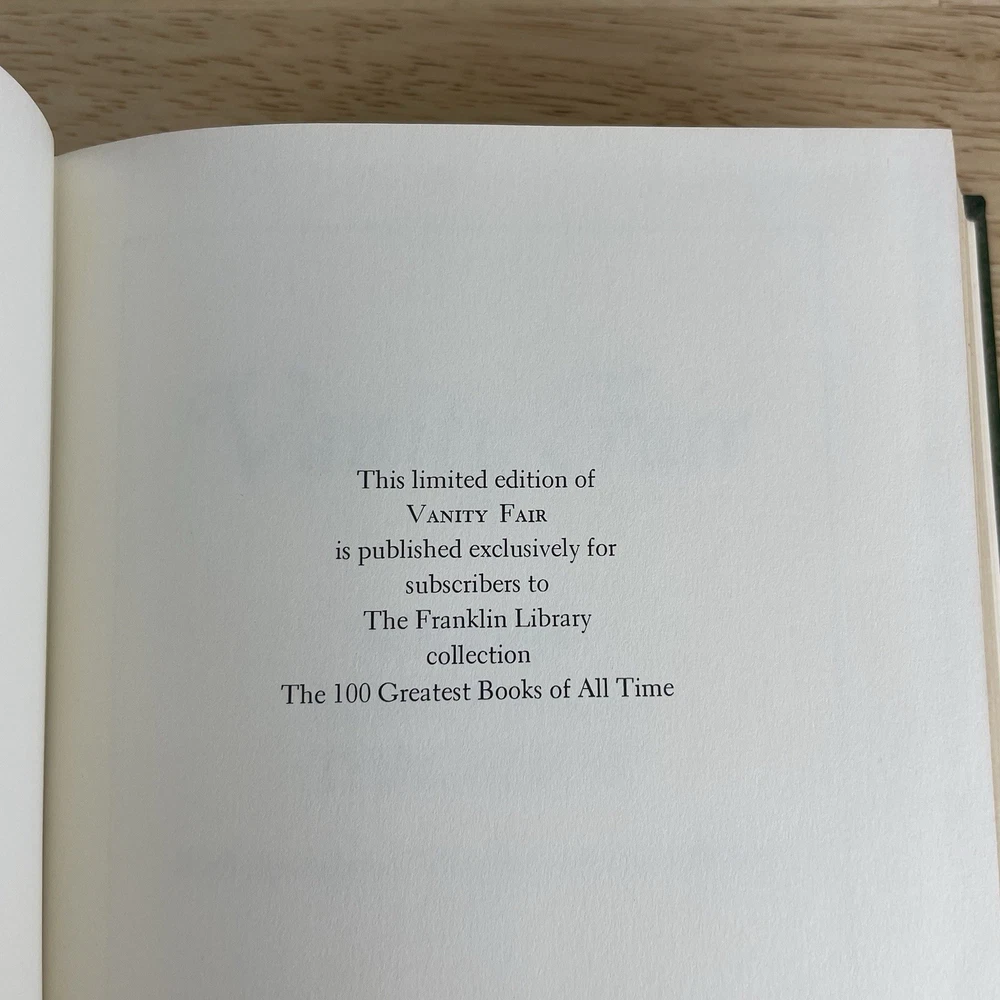 This limited edition of
VANITY FAIR
is published exclusively for
subscribers to
The Franklin Library
collection
The 100 Greatest Books of All Time